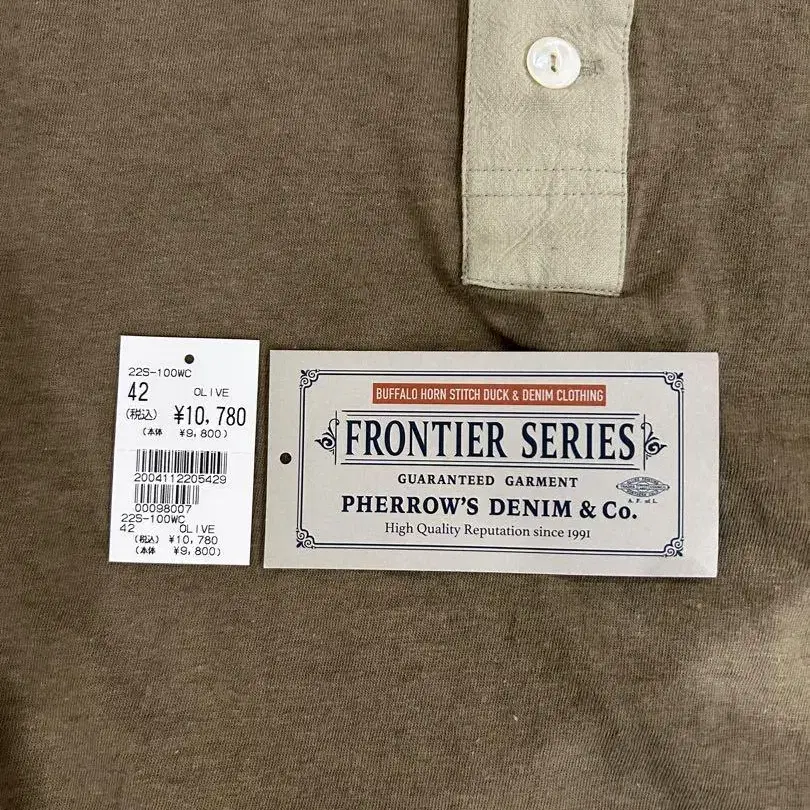 22S-100WC
42 OLIVE
(税込) ¥10,780
(本体 ¥9,800)
2004112205429
00098007
22S-100WC
42 OLIVE
(税込) ¥10,780
(本体 ¥9,800)
BUFFALO HORN STITCH DUCK & DENIM CLOTHING
FRONTIER SERIES
GUARANTEED GARMENT
PHERROW'S DENIM & Co.
High Quality Reputation since 1991
A. F. of L.